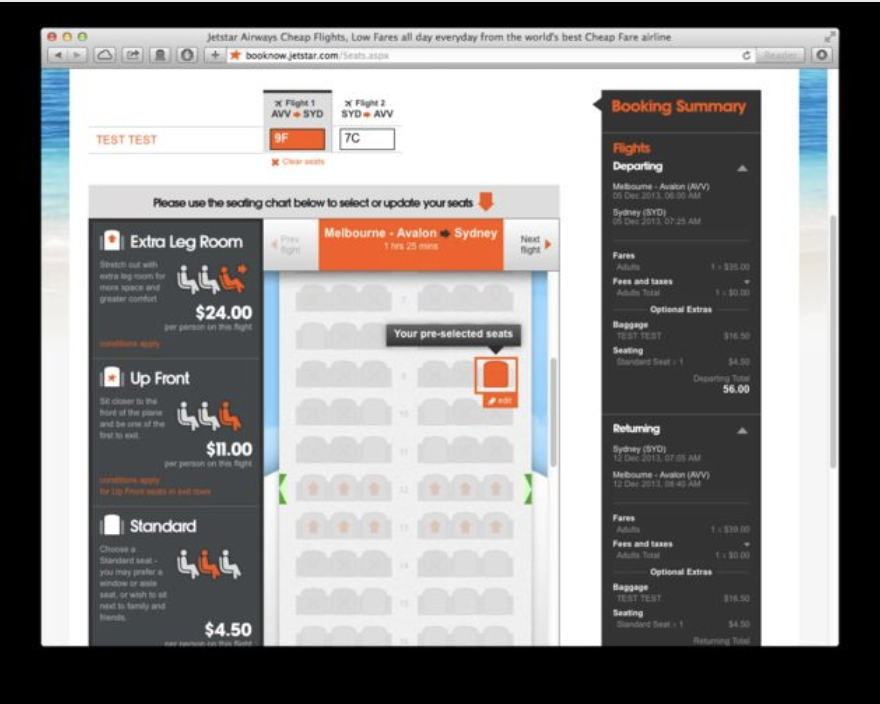 Jetstar Airways Cheap Flights, Low Fares all day everyday from the world's best Cheap Fare airline
booknow.jetstar.com/Seats.aspx
Reader
Flight 1
AVV SYD
Flight 2
SYD AVV
TEST TEST
9F
7C
Clear seats
Please use the seating chart below to select or update your seats
Extra Leg Room
Stretch out with
extra leg room for
more space and
greater comfort
$24.00
per person on this flight
conditions apply
Up Front
Sit closer to the
front of the plane
and be one of the
first to exit.
$11.00
per person on this flight
conditions apply
for Up Front seats in exit rows
Standard
Choose a
Standard seat -
you may prefer a
window or aisle
seat, or wish to sit
next to family and
friends.
$4.50
per person on this flight
Prev
flight
Melbourne - Avalon Sydney
1 hrs 25 mins
Next
flight
7
Your pre-selected seats
9
edit
10
11
12
13
14
15
16
Booking Summary
Flights
Departing
Melbourne - Avalon (AVV)
05 Dec 2013, 06:00 AM
Sydney (SYD)
05 Dec 2013, 07:25 AM
Fares
Adults 1 x $35.00
Fees and taxes
Adults Total 1 x $0.00
Optional Extras
Baggage
TEST TEST $16.50
Seating
Standard Seat x 1 $4.50
Departing Total
56.00
Returning
Sydney (SYD)
12 Dec 2013, 07:05 AM
Melbourne - Avalon (AVV)
12 Dec 2013, 08:40 AM
Fares
Adults 1 x $39.00
Fees and taxes
Adults Total 1 x $0.00
Optional Extras
Baggage
TEST TEST $16.50
Seating
Standard Seat x 1 $4.50
Returning Total